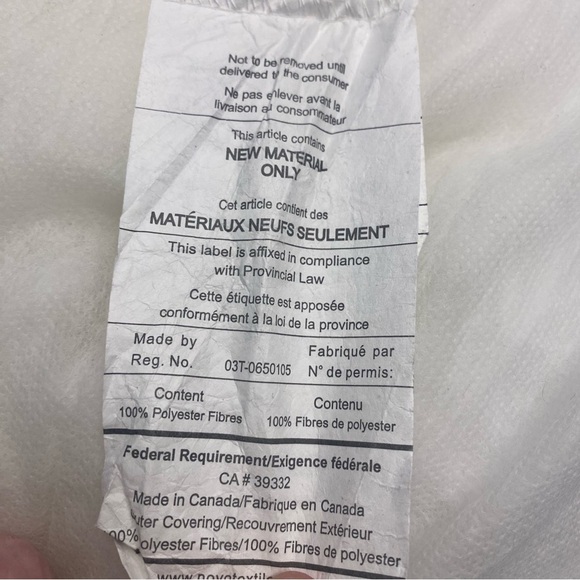 Not to be removed until
delivered to the consumer
Ne pas enlever avant la
livraison au consommateur
This article contains
NEW MATERIAL
ONLY
Cet article contient des
MATÉRIAUX NEUFS SEULEMENT
This label is affixed in compliance
with Provincial Law
Cette étiquette est apposée
conformément à la loi de la province
Made by Fabriqué par
Reg. No. 03T-0650105 N° de permis:
Content Contenu
100% Polyester Fibres 100% Fibres de polyester
Federal Requirement/Exigence fédérale
CA # 39332
Made in Canada/Fabrique en Canada
uter Covering/Recouvrement Extérieur
00% olyester Fibres/100% Fibres de polyester